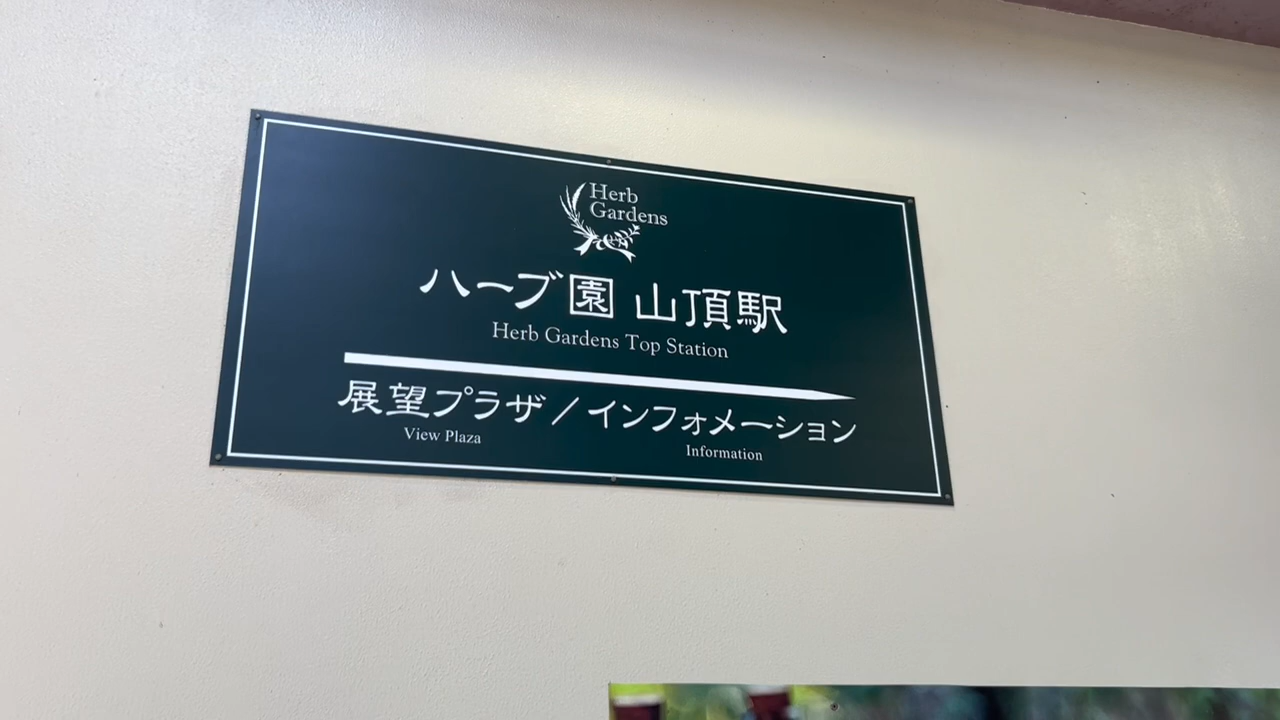 Herb
Gardens
ハーブ園 山頂駅
Herb Gardens Top Station
展望プラザ/インフォメーション
View Plaza
Information